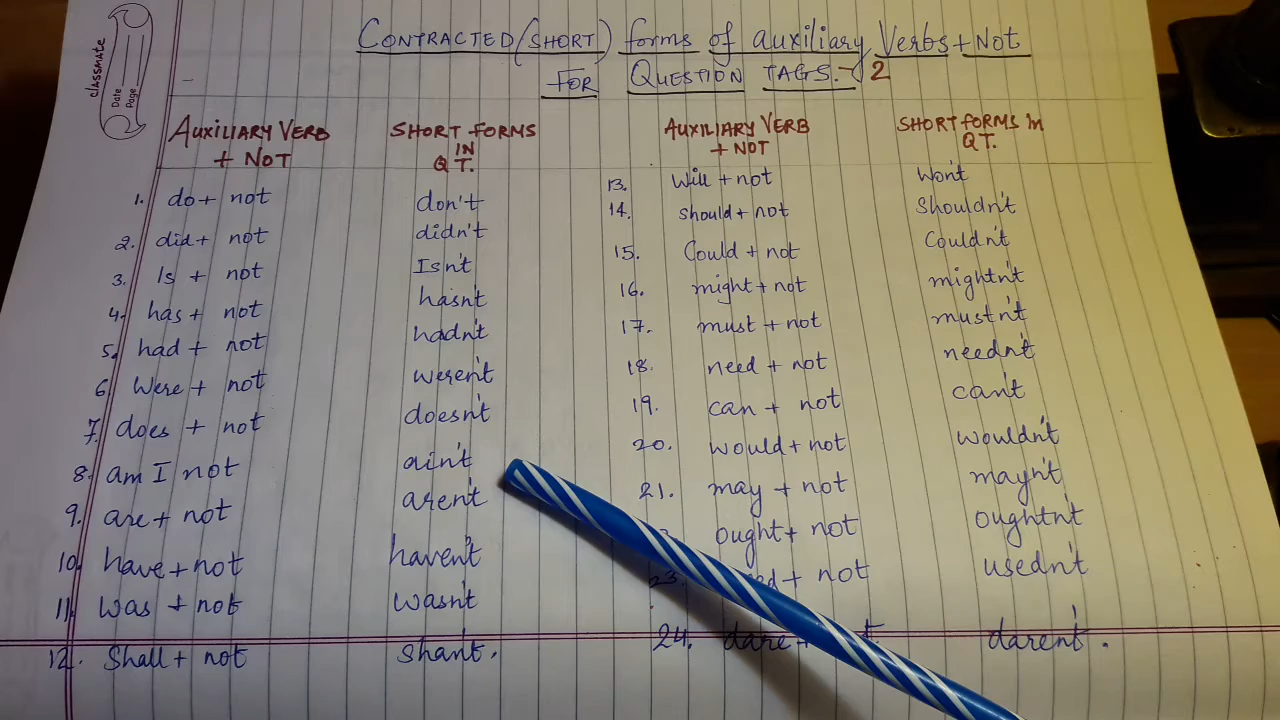 classmate
Date
Page
CONTRACTED/(SHORT) forms of auxiliary Verbs + Not
FOR QUESTION TAGS.- 2
AUXILIARY VERB + NOT
SHORT FORMS IN Q T.
1. do + not don't
2. did + not didn't
3. Is + not Isn't
4. has + not hasn't
5. had + not hadn't
6. Were + not weren't
7. does + not doesn't
8. am I not ain't
9. are + not aren't
10. have + not haven't
11. was + not wasn't
12. Shall + not shan't.
AUXILIARY VERB + NOT
SHORT FORMS in QT.
13. Will + not Won't
14. should + not Shouldn't
15. Could + not Couldn't
16. might + not mightn't
17. must + not mustn't
18. need + not needn't
19. can + not can't
20. would + not wouldn't
21. may + not mayn't
ought + not oughtn't
23. + not usedn't
24. dare + daren't.